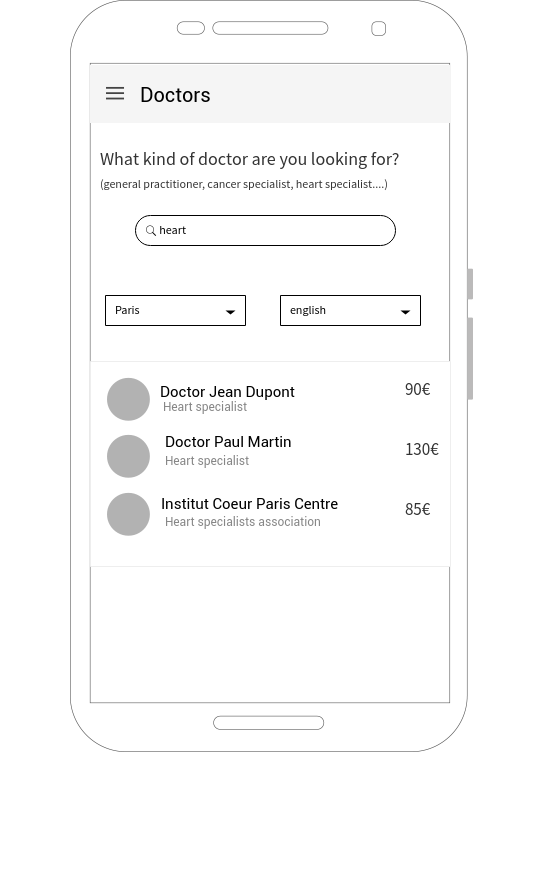 Doctors
What kind of doctor are you looking for?
(general practitioner, cancer specialist, heart specialist....)
heart
Paris
english
Doctor Jean Dupont
90€
Heart specialist
Doctor Paul Martin
130€
Heart specialist
Institut Coeur Paris Centre
85€
Heart specialists association